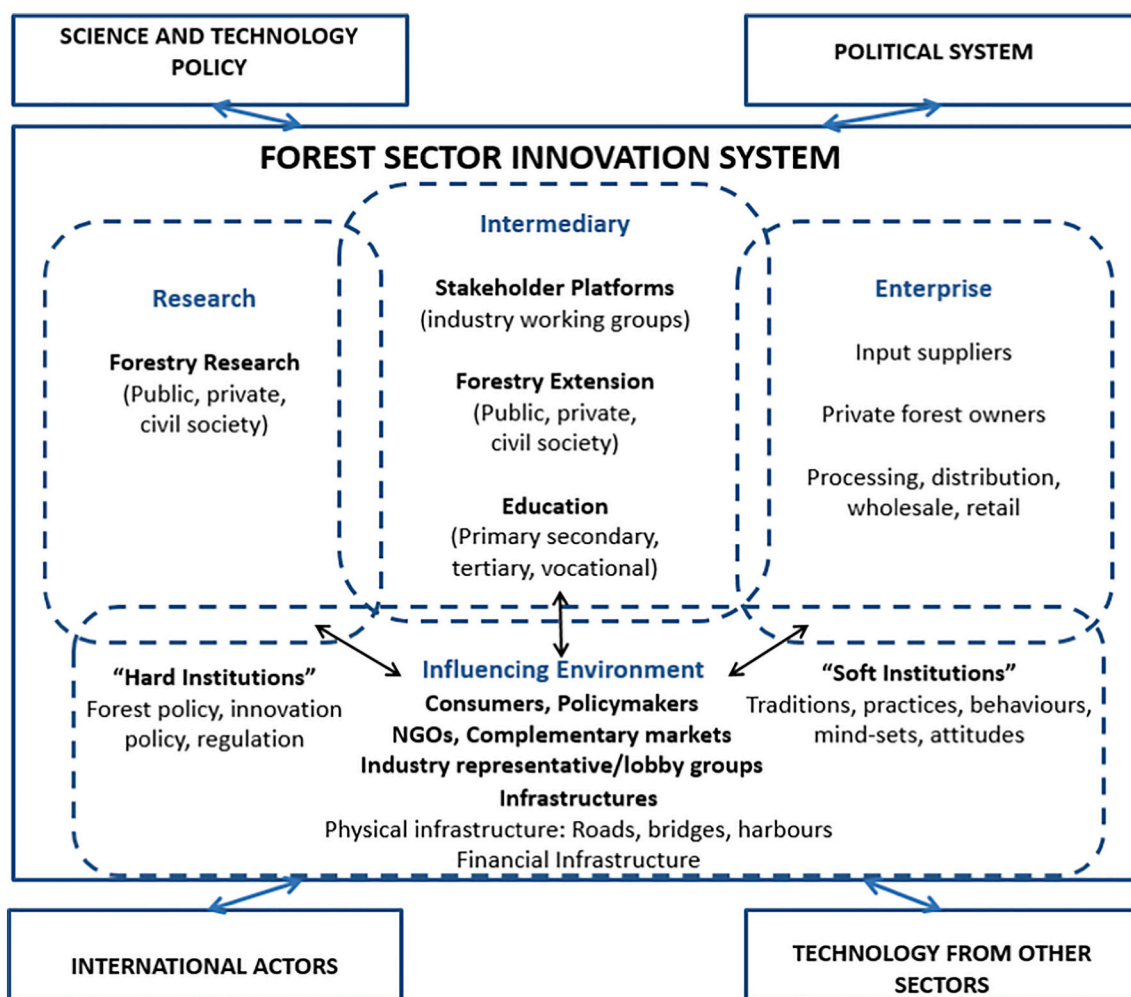 SCIENCE AND TECHNOLOGY
POLICY
POLITICAL SYSTEM
FOREST SECTOR INNOVATION SYSTEM
Research
Forestry Research
(Public, private,
civil society)
Intermediary
Stakeholder Platforms
(industry working groups)
Forestry Extension
(Public, private,
civil society)
Education
(Primary secondary,
tertiary, vocational)
Enterprise
Input suppliers
Private forest owners
Processing, distribution,
wholesale, retail
“Hard Institutions”
Forest policy, innovation
policy, regulation
Influencing Environment
Consumers, Policymakers
NGOs, Complementary markets
Industry representative/lobby groups
Infrastructures
Physical infrastructure: Roads, bridges, harbours
Financial Infrastructure
“Soft Institutions”
Traditions, practices, behaviours,
mind-sets, attitudes
INTERNATIONAL ACTORS
TECHNOLOGY FROM OTHER
SECTORS